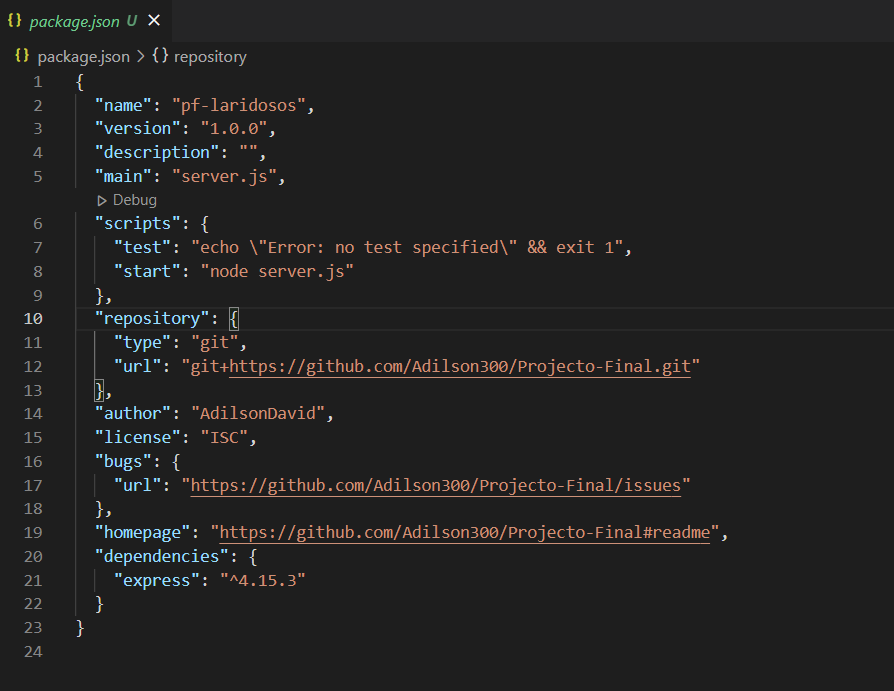 {} package.json U ✕
{} package.json > {} repository
1 {
2 "name": "pf-laridosos",
3 "version": "1.0.0",
4 "description": "",
5 "main": "server.js",
▷ Debug
6 "scripts": {
7 "test": "echo \"Error: no test specified\" && exit 1",
8 "start": "node server.js"
9 },
10 "repository": {
11 "type": "git",
12 "url": "git+https://github.com/Adilson300/Projecto-Final.git"
13 },
14 "author": "AdilsonDavid",
15 "license": "ISC",
16 "bugs": {
17 "url": "https://github.com/Adilson300/Projecto-Final/issues"
18 },
19 "homepage": "https://github.com/Adilson300/Projecto-Final#readme",
20 "dependencies": {
21 "express": "^4.15.3"
22 }
23 }
24